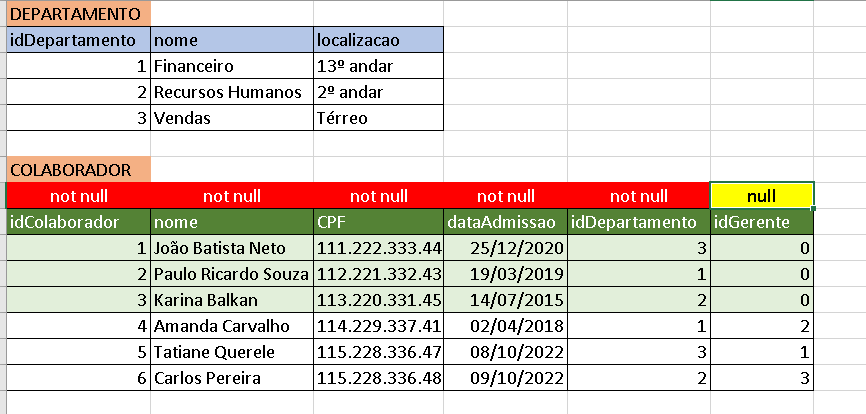 DEPARTAMENTO
idDepartamento nome localizacao
1 Financeiro 13º andar
2 Recursos Humanos 2º andar
3 Vendas Térreo
COLABORADOR
not null not null not null not null not null null
idColaborador nome CPF dataAdmissao idDepartamento idGerente
1 João Batista Neto 111.222.333.44 25/12/2020 3 0
2 Paulo Ricardo Souza 112.221.332.43 19/03/2019 1 0
3 Karina Balkan 113.220.331.45 14/07/2015 2 0
4 Amanda Carvalho 114.229.337.41 02/04/2018 1 2
5 Tatiane Querele 115.228.336.47 08/10/2022 3 1
6 Carlos Pereira 115.228.336.48 09/10/2022 2 3